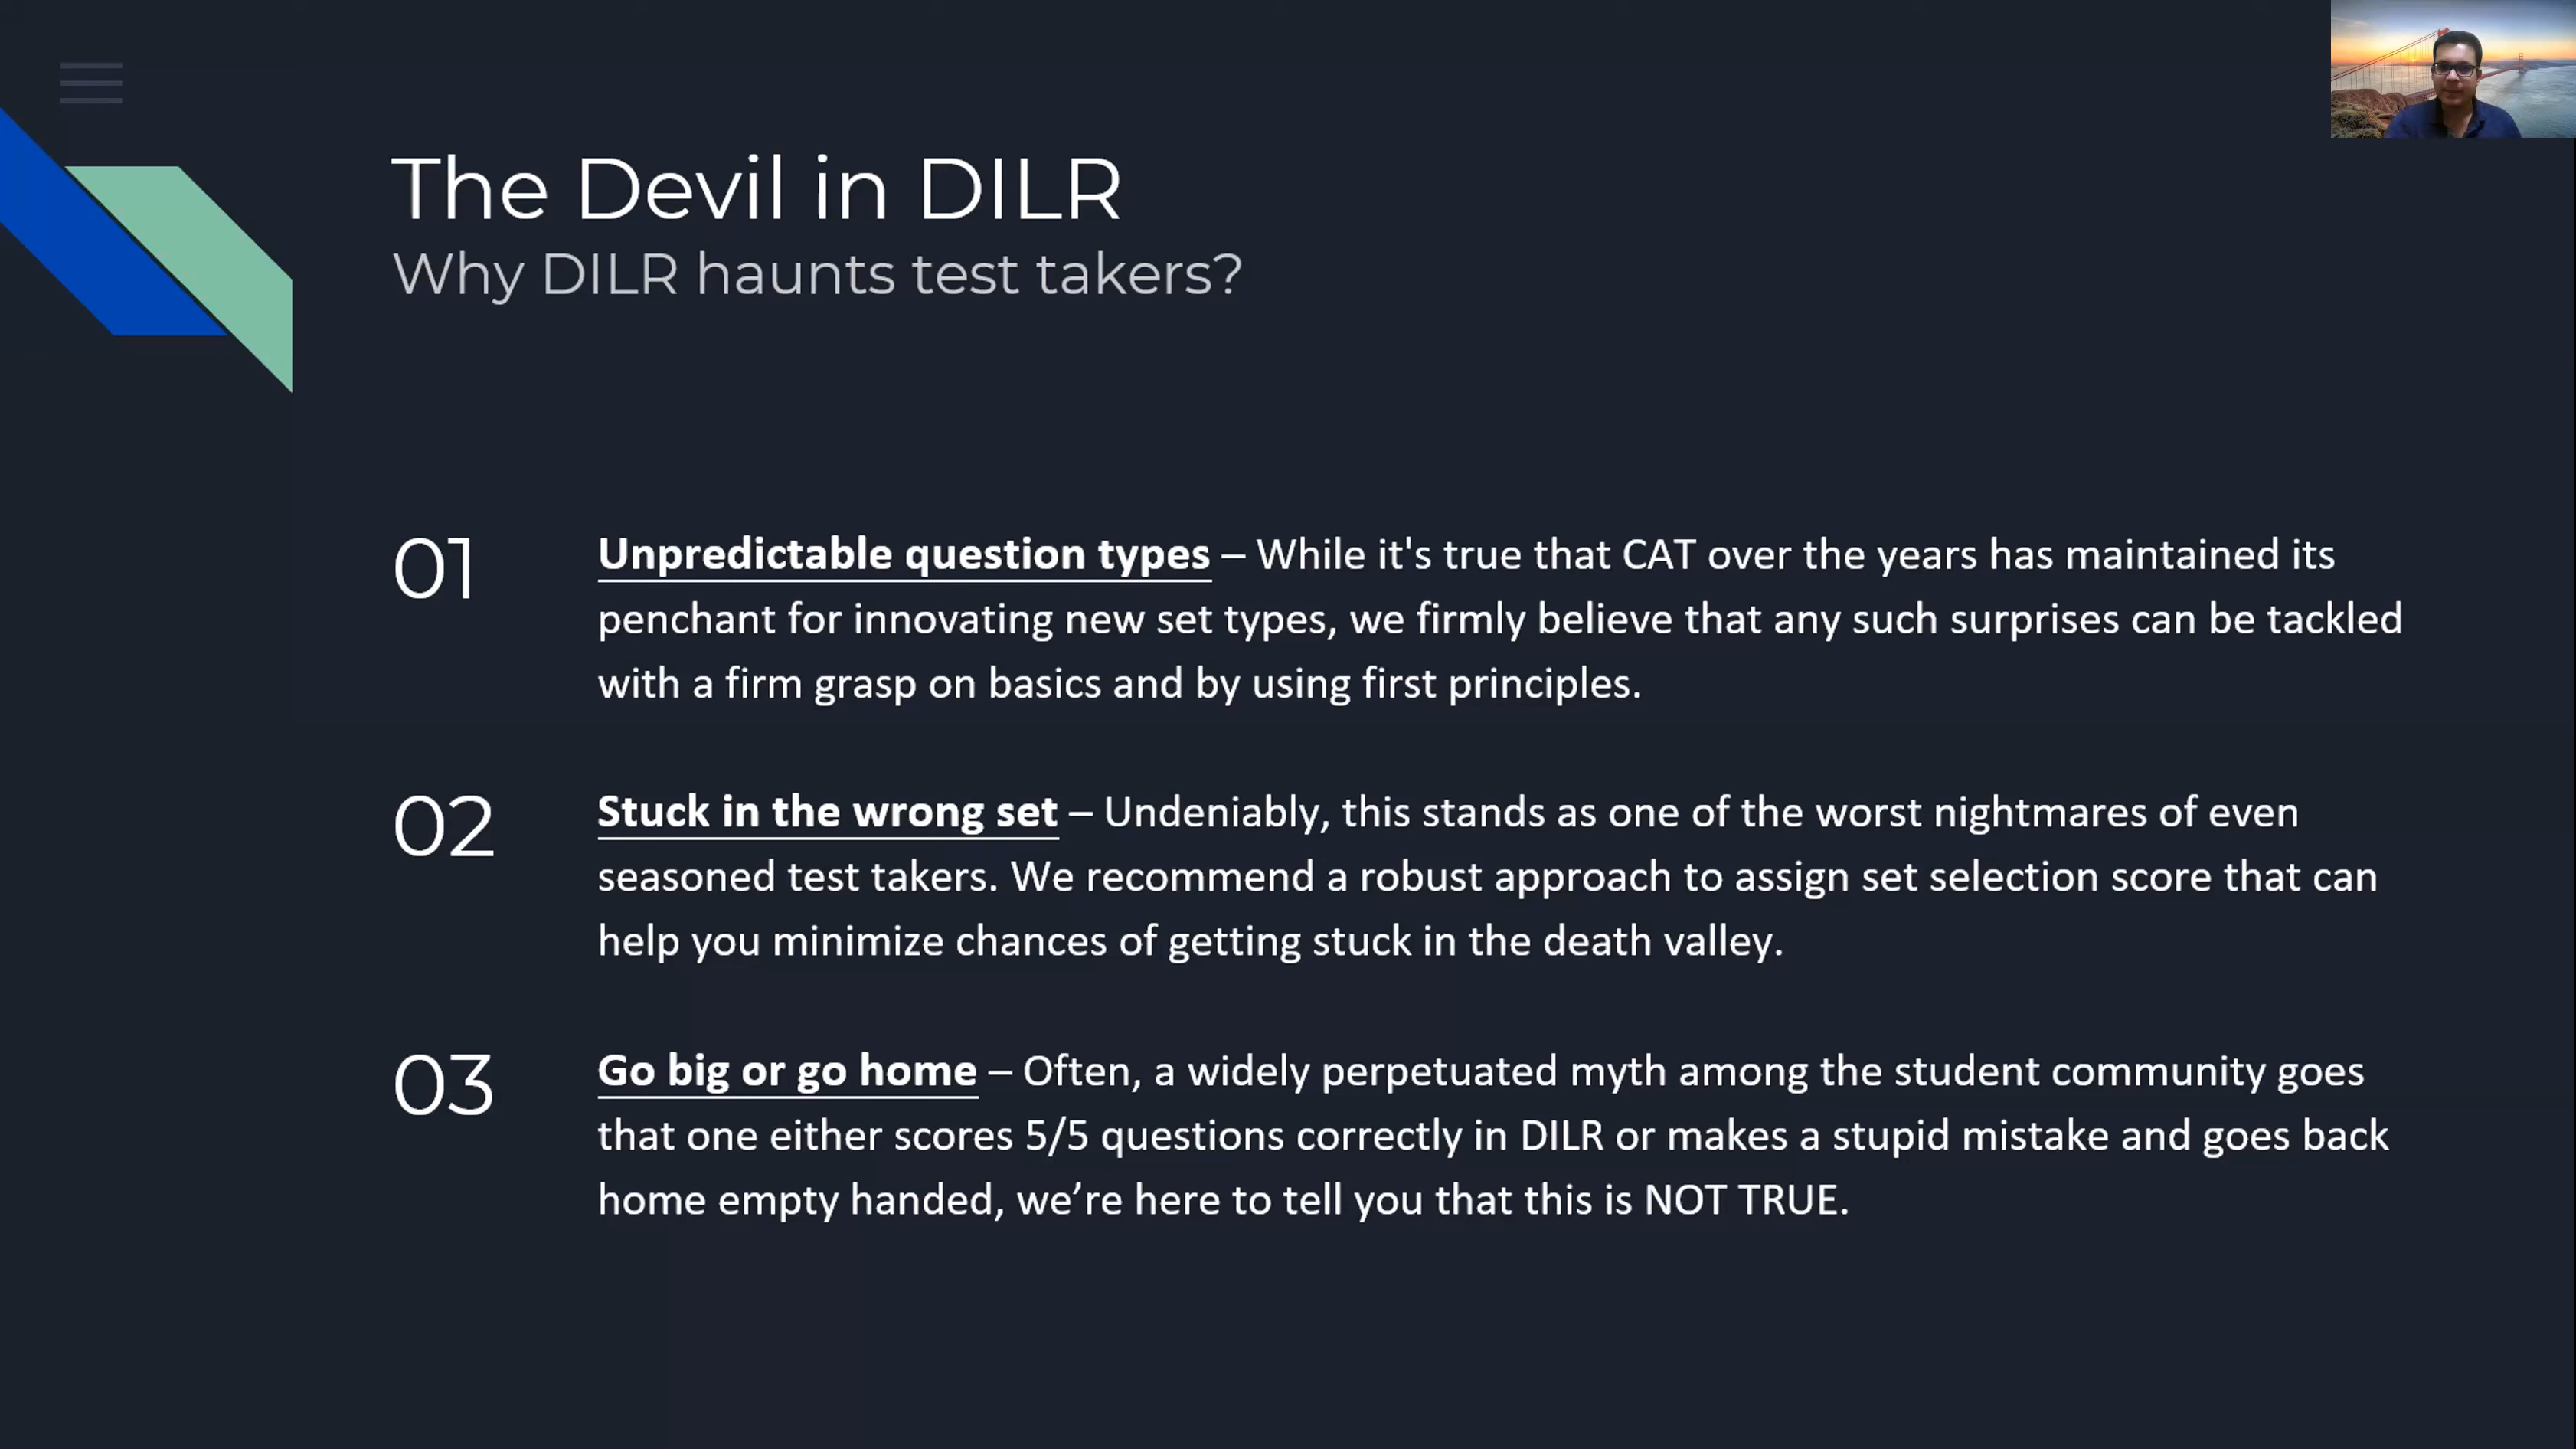 The Devil in DILR
Why DILR haunts test takers?
01
Unpredictable question types – While it's true that CAT over the years has maintained its
penchant for innovating new set types, we firmly believe that any such surprises can be tackled
with a firm grasp on basics and by using first principles.
02
Stuck in the wrong set – Undeniably, this stands as one of the worst nightmares of even
seasoned test takers. We recommend a robust approach to assign set selection score that can
help you minimize chances of getting stuck in the death valley.
03
Go big or go home – Often, a widely perpetuated myth among the student community goes
that one either scores 5/5 questions correctly in DILR or makes a stupid mistake and goes back
home empty handed, we’re here to tell you that this is NOT TRUE.